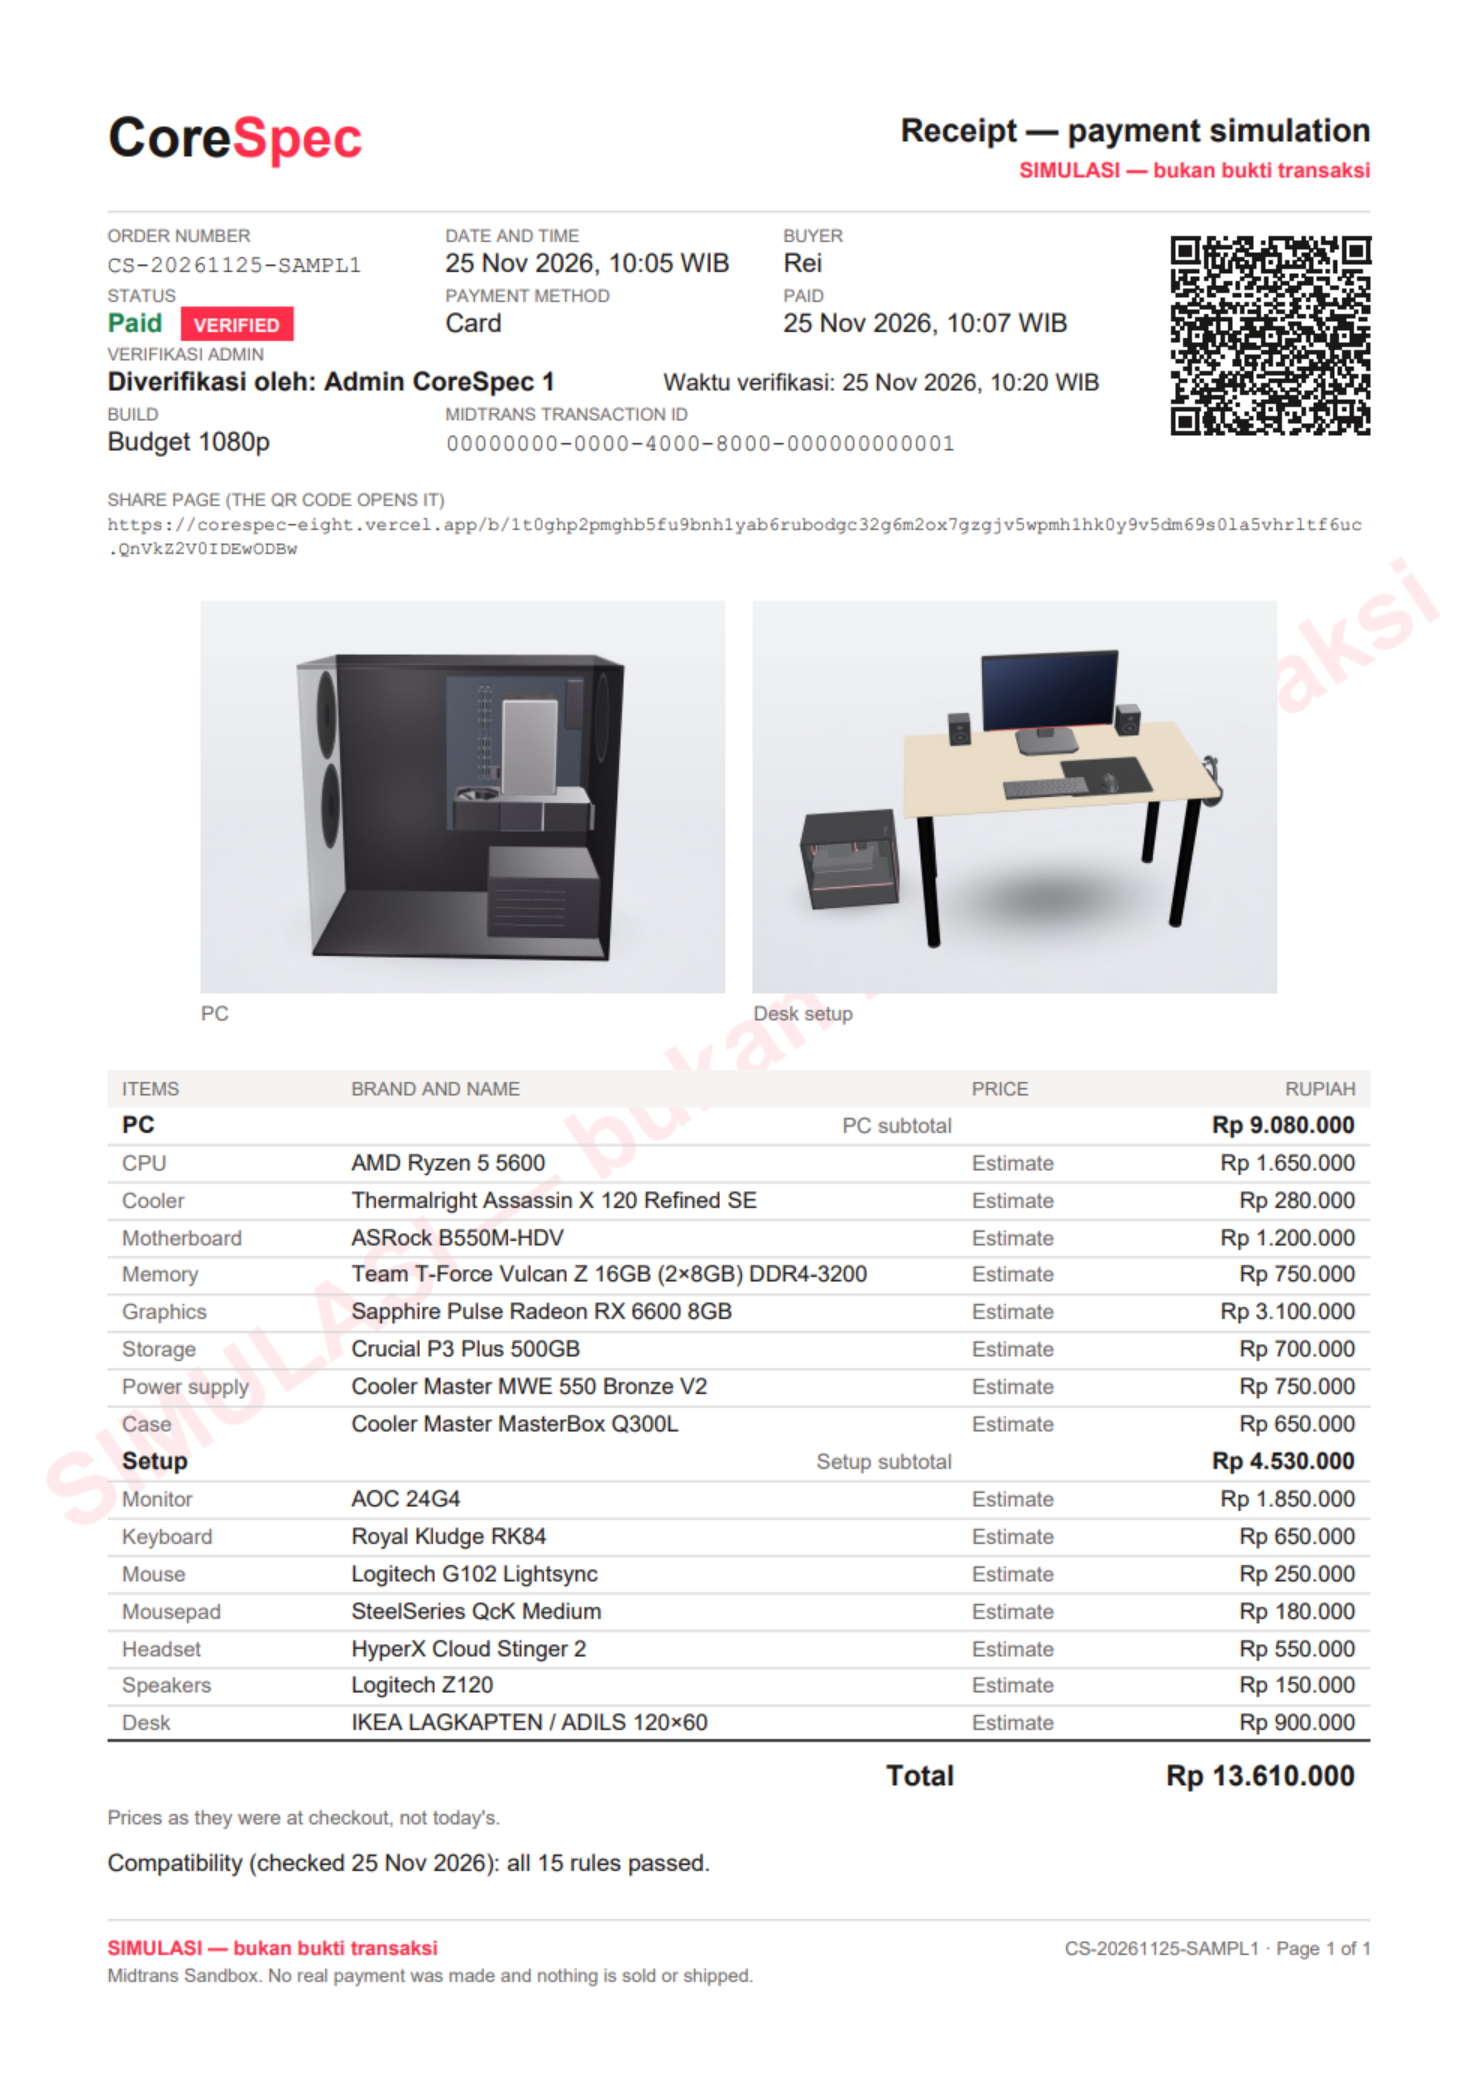 CoreSpec
Receipt — payment simulation
SIMULASI — bukan bukti transaksi
ORDER NUMBER DATE AND TIME BUYER
CS-20261125-SAMPL1 25 Nov 2026, 10:05 WIB Rei
STATUS PAYMENT METHOD PAID
Paid VERIFIED Card 25 Nov 2026, 10:07 WIB
VERIFIKASI ADMIN
Diverifikasi oleh: Admin CoreSpec 1 Waktu verifikasi: 25 Nov 2026, 10:20 WIB
BUILD MIDTRANS TRANSACTION ID
Budget 1080p 00000000-0000-4000-8000-000000000001
SHARE PAGE (THE QR CODE OPENS IT)
https://corespec-eight.vercel.app/b/1t0ghp2pmghb5fu9bnh1yab6rubodgc32g6m2ox7gzgjv5wpmh1hk0y9v5dm69s0la5vhrltf6uc
.QnVkZ2V0IDEwODBw
PC Desk setup
ITEMS BRAND AND NAME PRICE RUPIAH
PC PC subtotal Rp 9.080.000
CPU AMD Ryzen 5 5600 Estimate Rp 1.650.000
Cooler Thermalright Assassin X 120 Refined SE Estimate Rp 280.000
Motherboard ASRock B550M-HDV Estimate Rp 1.200.000
Memory Team T-Force Vulcan Z 16GB (2×8GB) DDR4-3200 Estimate Rp 750.000
Graphics Sapphire Pulse Radeon RX 6600 8GB Estimate Rp 3.100.000
Storage Crucial P3 Plus 500GB Estimate Rp 700.000
Power supply Cooler Master MWE 550 Bronze V2 Estimate Rp 750.000
Case Cooler Master MasterBox Q300L Estimate Rp 650.000
Setup Setup subtotal Rp 4.530.000
Monitor AOC 24G4 Estimate Rp 1.850.000
Keyboard Royal Kludge RK84 Estimate Rp 650.000
Mouse Logitech G102 Lightsync Estimate Rp 250.000
Mousepad SteelSeries QcK Medium Estimate Rp 180.000
Headset HyperX Cloud Stinger 2 Estimate Rp 550.000
Speakers Logitech Z120 Estimate Rp 150.000
Desk IKEA LAGKAPTEN / ADILS 120×60 Estimate Rp 900.000
Total Rp 13.610.000
Prices as they were at checkout, not today's.
Compatibility (checked 25 Nov 2026): all 15 rules passed.
SIMULASI — bukan bukti transaksi CS-20261125-SAMPL1 · Page 1 of 1
Midtrans Sandbox. No real payment was made and nothing is sold or shipped.
SIMULASI — bukan aksi